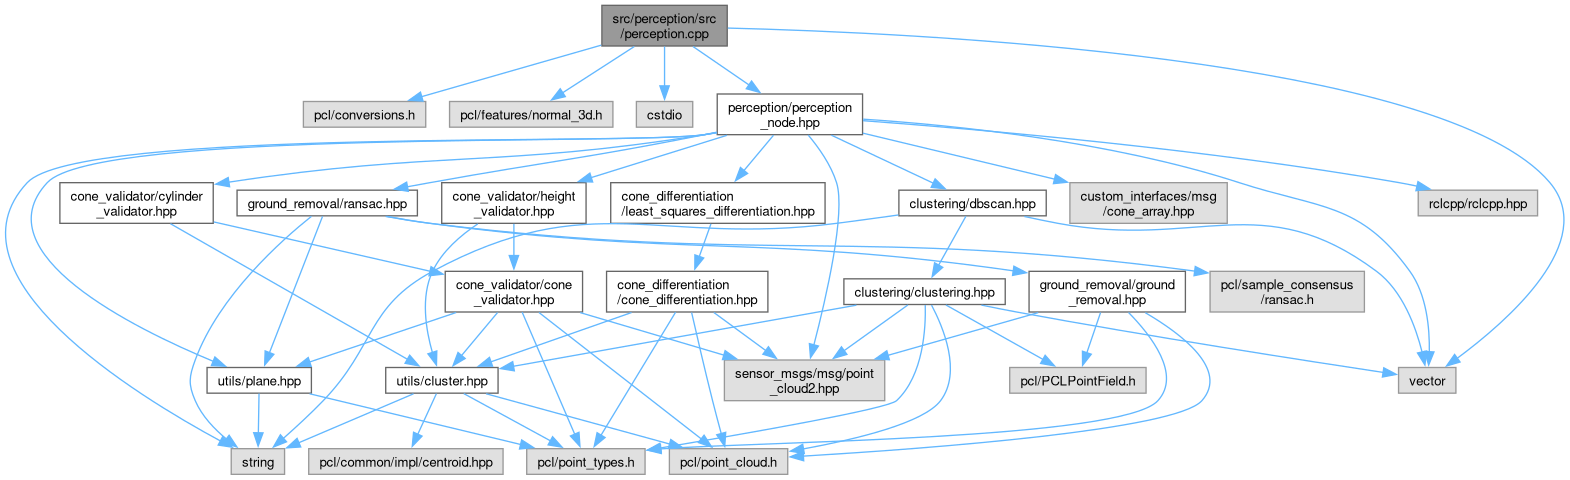 src/perception/src
/perception.cpp
pcl/conversions.h
pcl/features/normal_3d.h
cstdio
perception/perception
_node.hpp
cone_validator/cylinder
_validator.hpp
ground_removal/ransac.hpp
cone_validator/height
_validator.hpp
cone_differentiation
/least_squares_differentiation.hpp
clustering/dbscan.hpp
custom_interfaces/msg
/cone_array.hpp
rclcpp/rclcpp.hpp
cone_validator/cone
_validator.hpp
cone_differentiation
/cone_differentiation.hpp
clustering/clustering.hpp
ground_removal/ground
_removal.hpp
pcl/sample_consensus
/ransac.h
utils/plane.hpp
utils/cluster.hpp
sensor_msgs/msg/point
_cloud2.hpp
pcl/PCLPointField.h
vector
string
pcl/common/impl/centroid.hpp
pcl/point_types.h
pcl/point_cloud.h